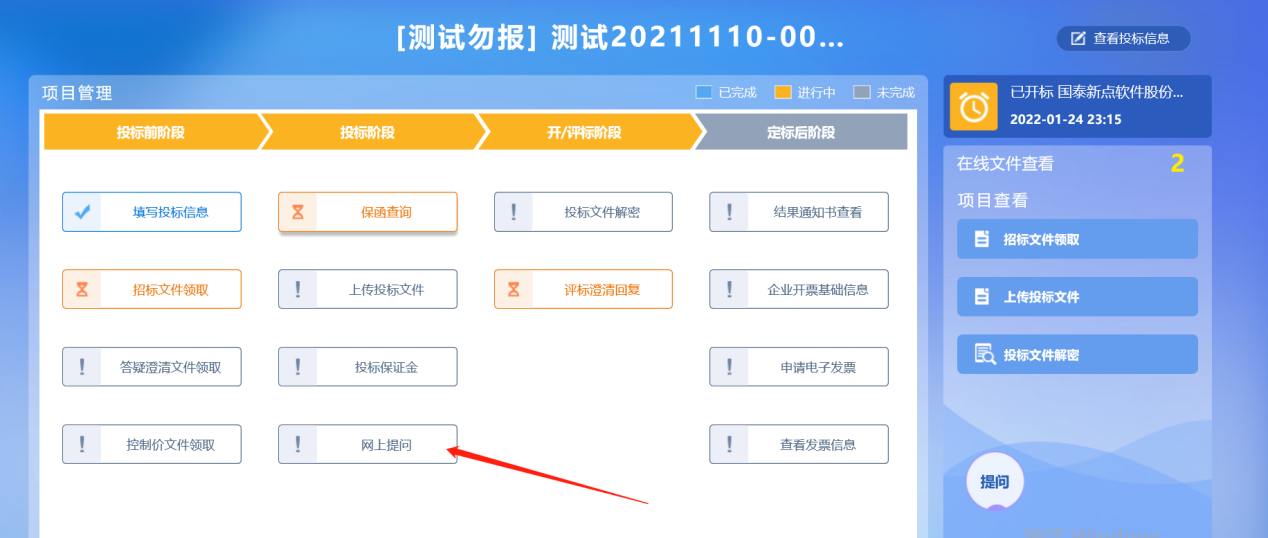 [测试勿报] 测试20211110-00...
查看投标信息
项目管理
已完成 进行中 未完成
投标前阶段 投标阶段 开/评标阶段 定标后阶段
填写投标信息 保函查询 投标文件解密 结果通知书查看
招标文件领取 上传投标文件 评标澄清回复 企业开票基础信息
答疑澄清文件领取 投标保证金 申请电子发票
控制价文件领取 网上提问 查看发票信息
已开标 国泰新点软件股份...
2022-01-24 23:15
在线文件查看 2
项目查看
招标文件领取
上传投标文件
投标文件解密
提问